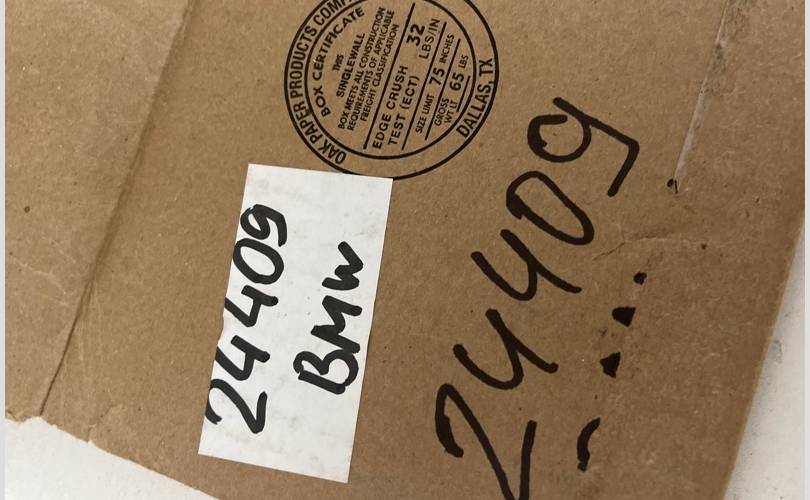 OAK PAPER PRODUCTS
BOX CERTIFICATE
THIS
SINGLEWALL
BOX MEETS ALL CONSTRUCTION
REQUIREMENTS OF APPLICABLE
FREIGHT CLASSIFICATION
EDGE CRUSH
TEST (ECT) 32 LBS/IN
SIZE LIMIT 75 INCHES
GROSS WT LT 65 LBS
DALLAS, TX
24409
BMW
24409